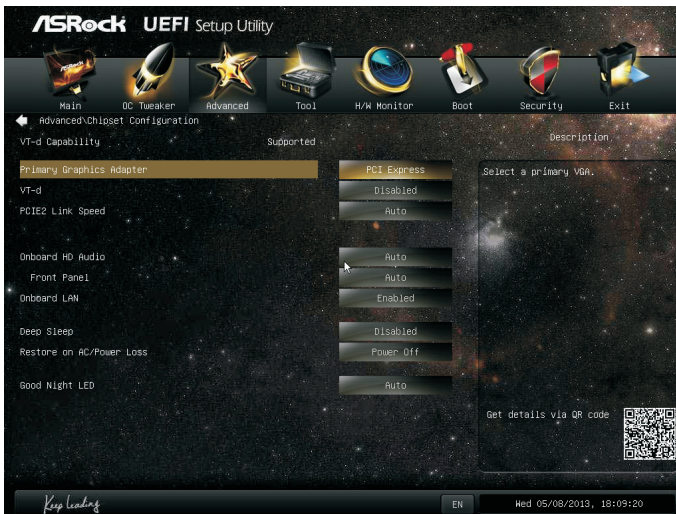 ASRock UEFI Setup Utility
Main OC Tweaker Advanced Tool H/W Monitor Boot Security Exit
Advanced\Chipset Configuration
Description
VT-d Capability Supported
Primary Graphics Adapter PCI Express
Select a primary VGA.
VT-d Disabled
PCIE2 Link Speed Auto
Onboard HD Audio Auto
Front Panel Auto
Onboard LAN Enabled
Deep Sleep Disabled
Restore on AC/Power Loss Power Off
Good Night LED Auto
Get details via QR code
Keep Leading
EN
Wed 05/08/2013, 18:09:20